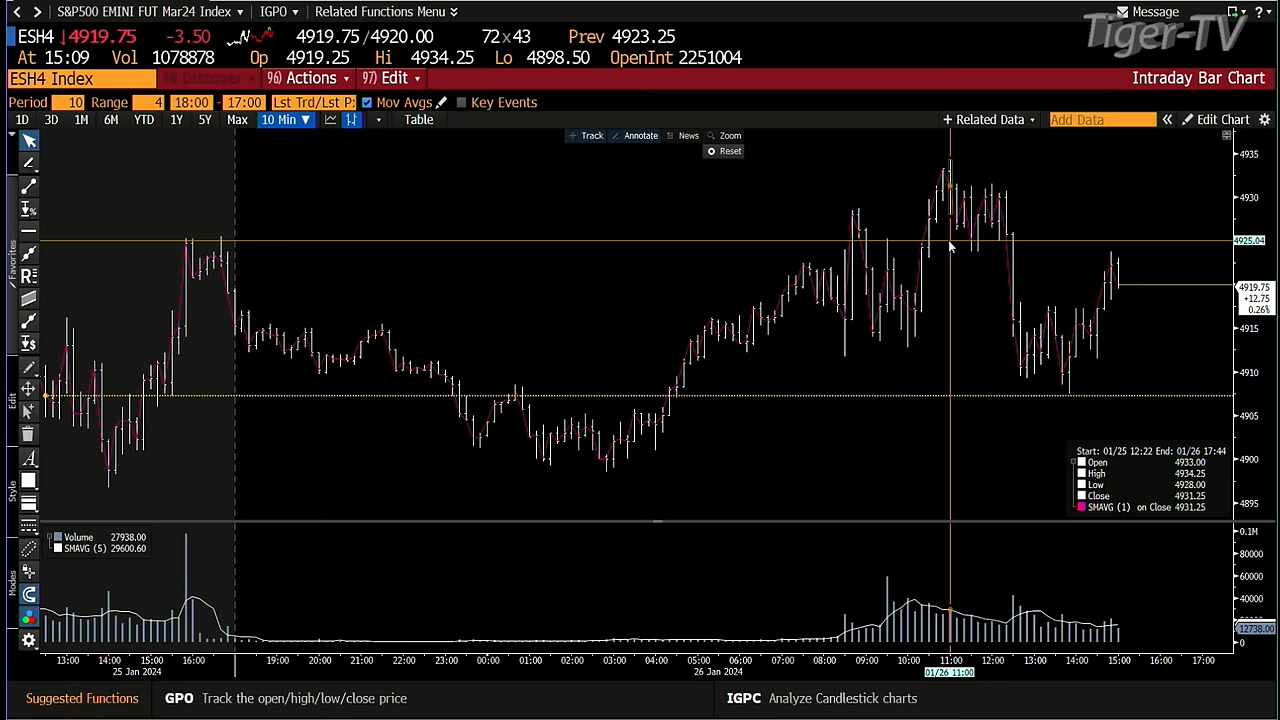 S&P500 EMINI FUT Mar24 Index IGPO Related Functions Menu Message ?
Tiger-TV
ESH4 ↓4919.75 -3.50 4919.75/4920.00 72x43 Prev 4923.25
At 15:09 Vol 1078878 Op 4919.25 Hi 4934.25 Lo 4898.50 OpenInt 2251004
ESH4 Index Discover 96) Actions 97) Edit Intraday Bar Chart
Period 10 Range 4 18:00 - 17:00 Lst Trd/Lst Mov Avgs Key Events
1D 3D 1M 6M YTD 1Y 5Y Max 10 Min Table + Related Data Add Data Edit Chart
Track Annotate News Zoom
Reset
4935
4930
4925.04
4919.75
+12.75
0.26%
4915
4910
4905
4900
4895
Favorites
Edit
Style
Modes
Start: 01/25 12:22 End: 01/26 17:44
Open 4933.00
High 4934.25
Low 4928.00
Close 4931.25
SMAVG (1) on Close 4931.25
Volume 27938.00
SMAVG (5) 29600.60
0.1M
80000
60000
40000
12738.00
0
13:00 14:00 15:00 16:00 19:00 20:00 21:00 22:00 23:00 00:00 01:00 02:00 03:00 04:00 05:00 06:00 07:00 08:00 09:00 10:00 11:00 12:00 13:00 14:00 15:00 16:00 17:00
25 Jan 2024 26 Jan 2024 01/26 11:00
Suggested Functions GPO Track the open/high/low/close price IGPC Analyze Candlestick charts